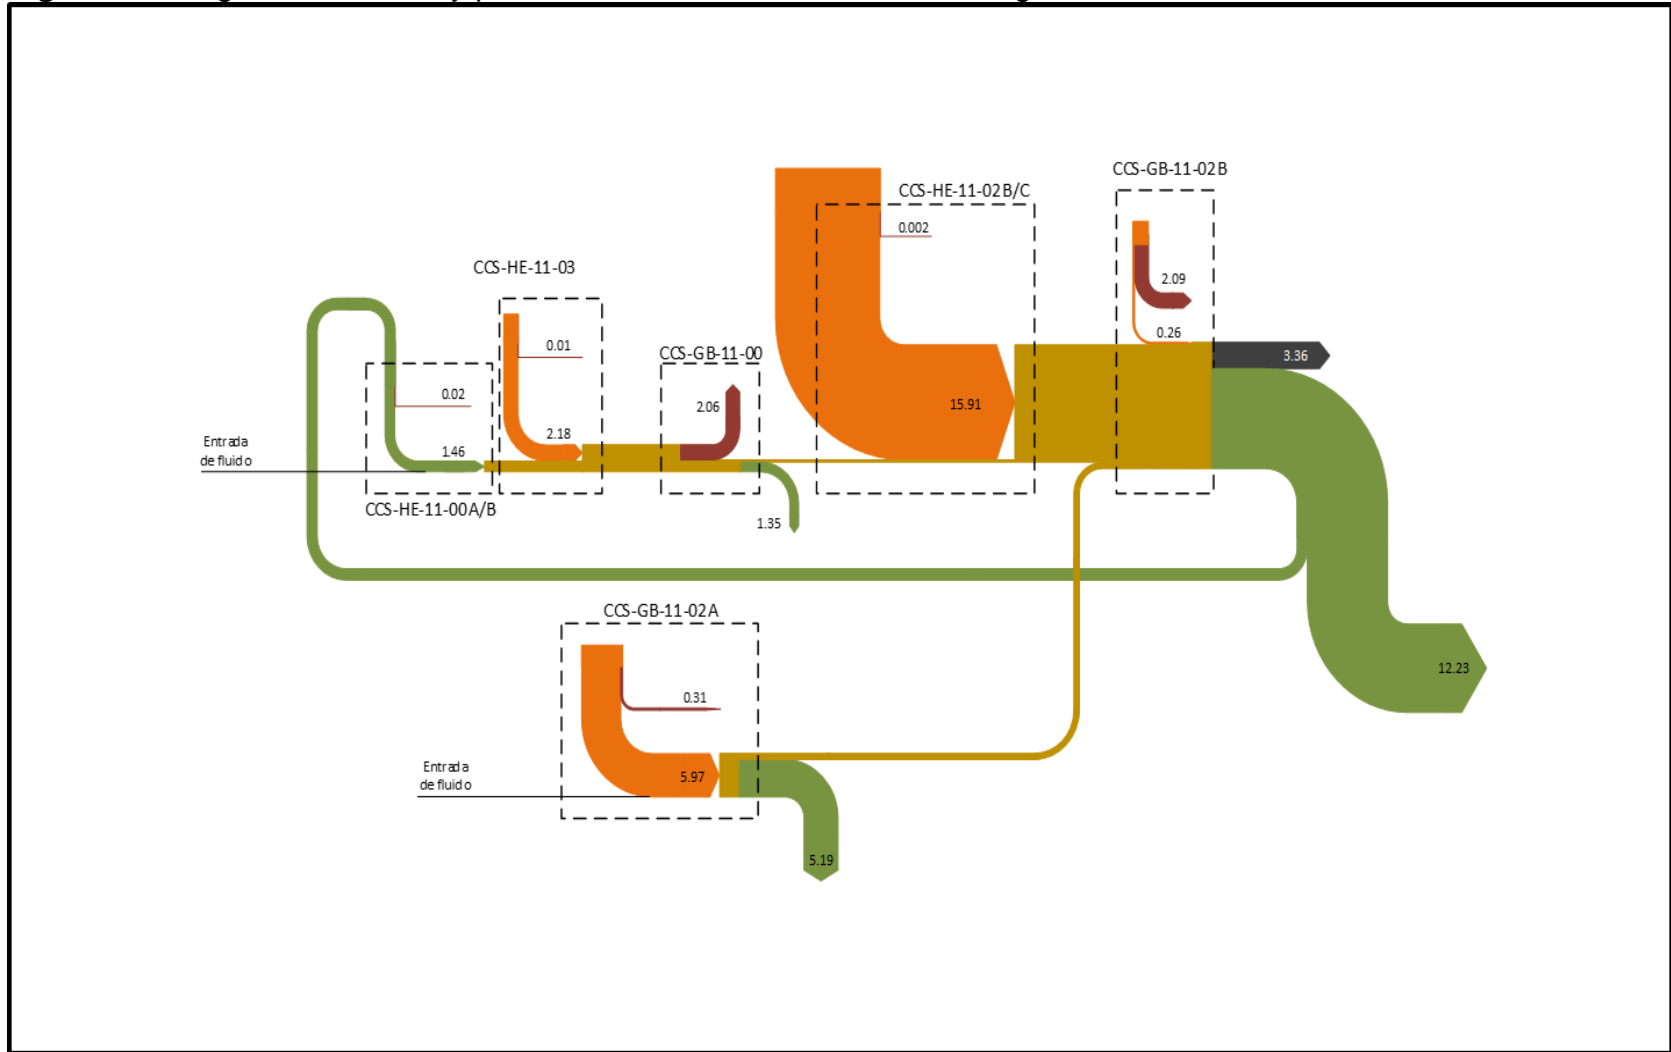 CCS-GB-11-02B
CCS-HE-11-02B/C
0.002
CCS-HE-11-03
2.09
0.26
0.01
CCS-GB-11-00
3.36
0.02
2.06
15.91
2.18
Entrada
de fluido
1.46
CCS-HE-11-00A/B
1.35
CCS-GB-11-02A
12.23
0.31
Entrada
de fluido
5.97
5.19